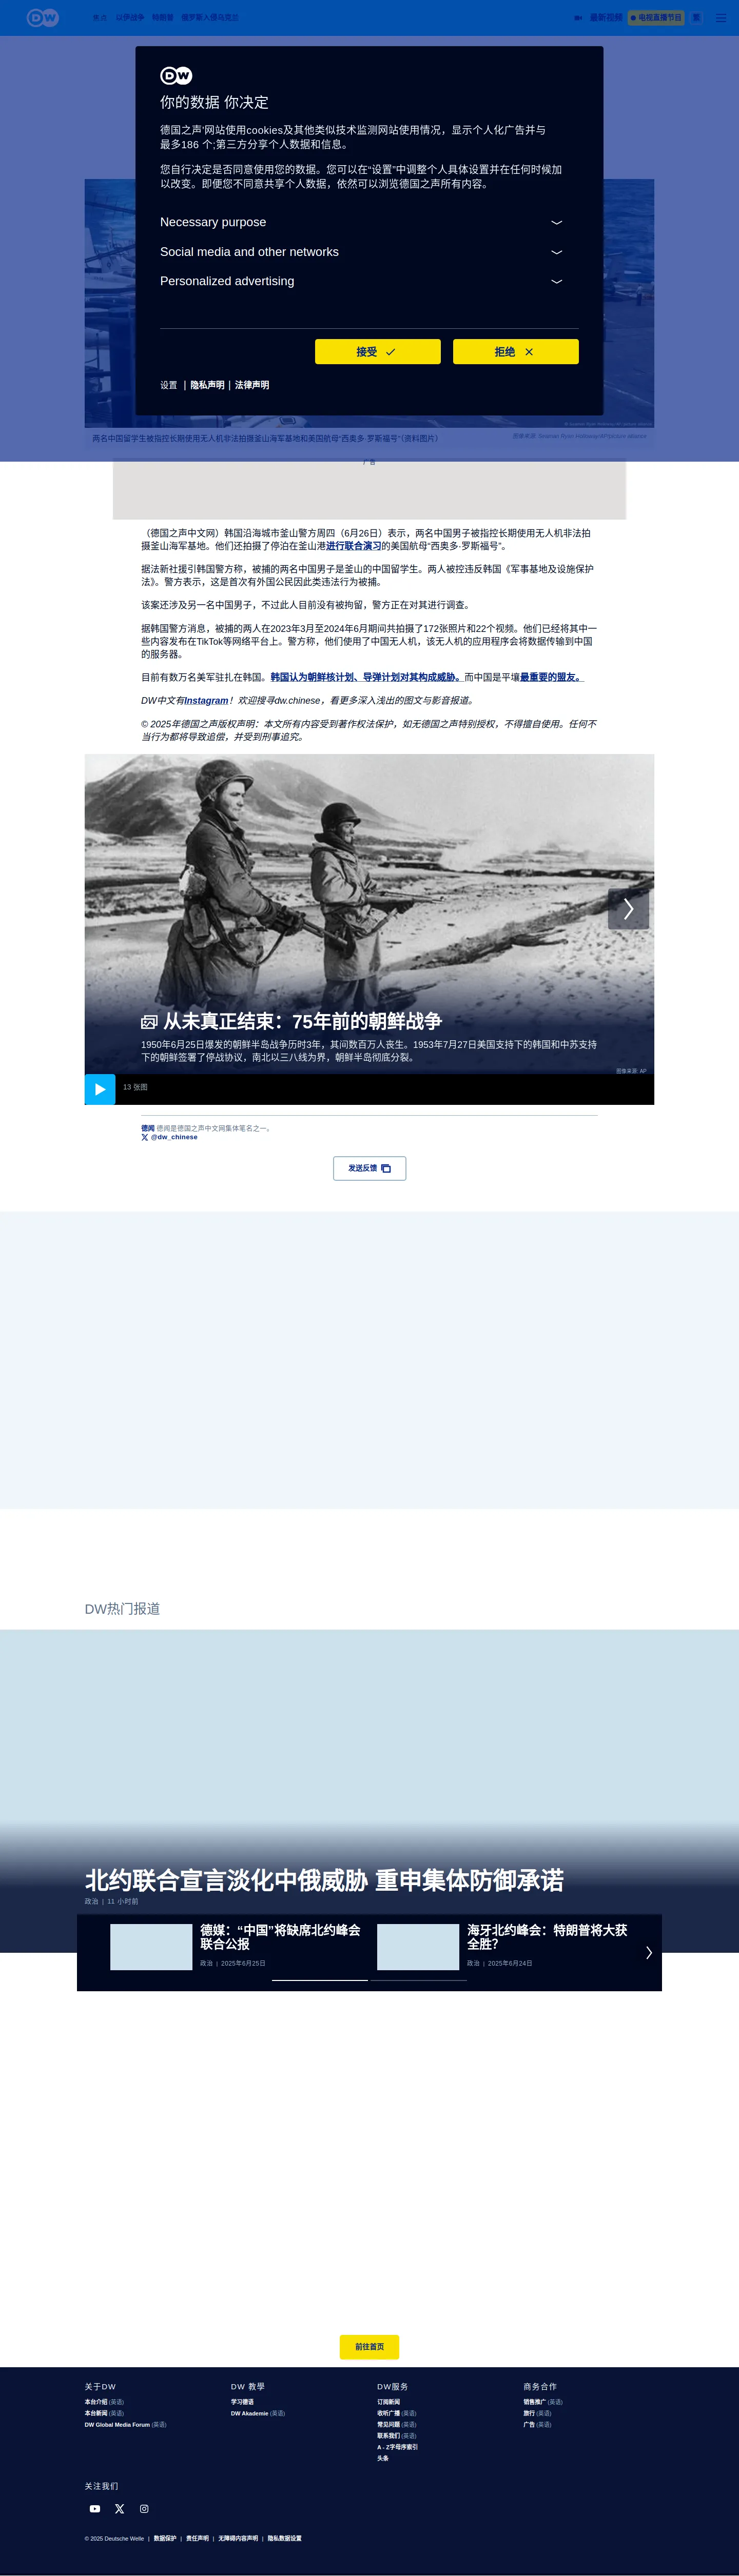 DW
焦点 以伊战争 特朗普 俄罗斯入侵乌克兰
最新视频
电视直播节目
繁
DW
你的数据 你决定
德国之声'网站使用cookies及其他类似技术监测网站使用情况，显示个人化广告并与
最多186 个;第三方分享个人数据和信息。
您自行决定是否同意使用您的数据。您可以在“设置”中调整个人具体设置并在任何时候加
以改变。即便您不同意共享个人数据，依然可以浏览德国之声所有内容。
Necessary purpose
Social media and other networks
Personalized advertising
接受
拒绝
设置 | 隐私声明 | 法律声明
两名中国留学生被指控长期使用无人机非法拍摄釜山海军基地和英国航母“西奥多·罗斯福号”（资料图片）
广告
（德国之声中文网）韩国沿海城市釜山警方周四（6月26日）表示，两名中国男子被指控长期使用无人机非法拍
摄釜山海军基地。他们还拍摄了停泊在釜山港进行联合演习的美国航母“西奥多·罗斯福号”。
据法新社援引韩国警方称，被捕的两名中国男子是釜山的中国留学生。两人被控违反韩国《军事基地及设施保护
法》。警方表示，这是首次有外国公民因此类违法行为被捕。
该案还涉及另一名中国男子，不过此人目前没有被拘留，警方正在对其进行调查。
据韩国警方消息，被捕的两人在2023年3月至2024年6月期间共拍摄了172张照片和22个视频。他们已经将其中一
些内容发布在TikTok等网络平台上。警方称，他们使用了中国无人机，该无人机的应用程序会将数据传输到中国
的服务器。
目前有数万名美军驻扎在韩国。韩国认为朝鲜核计划、导弹计划对其构成威胁。而中国是平壤最重要的盟友。
DW中文有Instagram！欢迎搜寻dw.chinese，看更多深入浅出的图文与影音报道。
© 2025年德国之声版权声明：本文所有内容受到著作权法保护，如无德国之声特别授权，不得擅自使用。任何不
当行为都将导致追偿，并受到刑事追究。
从未真正结束：75年前的朝鲜战争
1950年6月25日爆发的朝鲜半岛战争历时3年，其间数百万人丧生。1953年7月27日美国支持下的韩国和中苏支持
下的朝鲜签署了停战协议，南北以三八线为界，朝鲜半岛彻底分裂。
图像来源: AP
13 张图
德闻 德闻是德国之声中文网集体笔名之一。
@dw_chinese
发送反馈
DW热门报道
北约联合宣言淡化中俄威胁 重申集体防御承诺
政治 | 11 小时前
德媒：“中国”将缺席北约峰会
联合公报
政治 | 2025年6月25日
海牙北约峰会：特朗普将大获
全胜？
政治 | 2025年6月24日
前往首页
关于DW
本台介绍 (英语)
本台新闻 (英语)
DW Global Media Forum (英语)
DW 教學
学习德语
DW Akademie (英语)
DW服务
订阅新闻
收听广播 (英语)
常见问题 (英语)
联系我们 (英语)
A - Z字母序索引
头条
商务合作
销售推广 (英语)
旅行 (英语)
广告 (英语)
关注我们
© 2025 Deutsche Welle | 数据保护 | 责任声明 | 无障碍内容声明 | 隐私数据设置